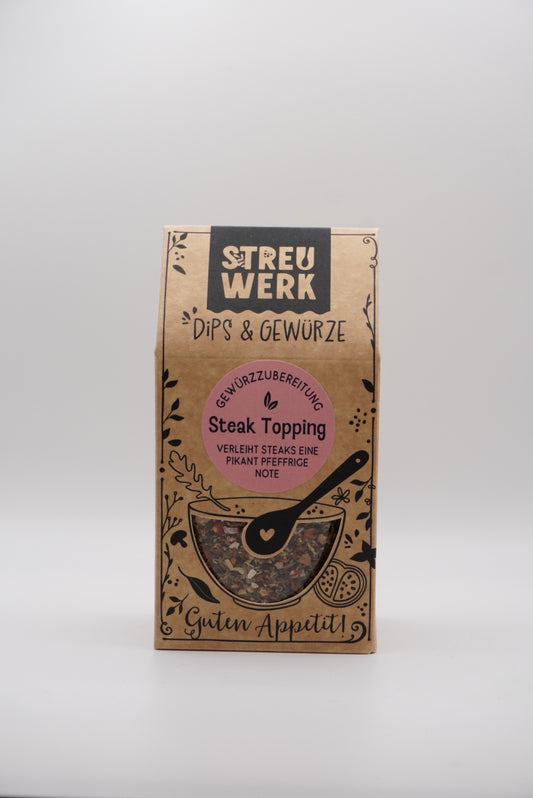 STREU
WERK
DiPS & GEWÜRZE
GEWÜRZZUBEREITUNG
Steak Topping
VERLEIHT STEAKS EINE
PIKANT PFEFFRIGE
NOTE
Guten Appetit!